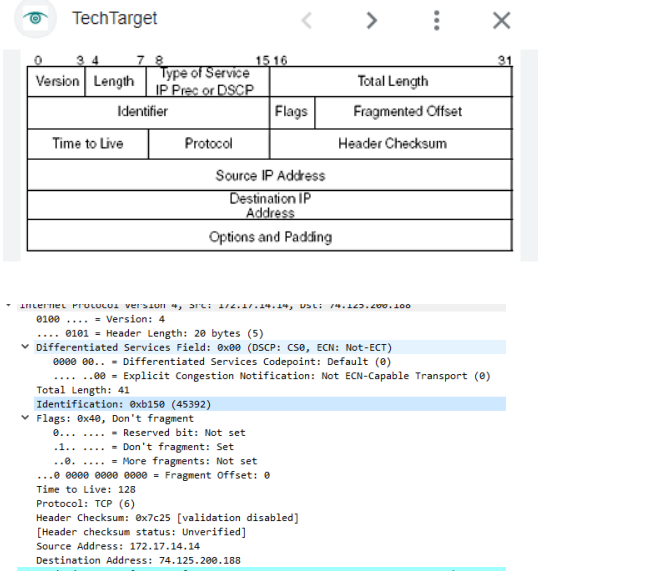 TechTarget
0 3 4 7 8 15 16 31
Version Length Type of Service Total Length
IP Prec or DSCP
Identifier Flags Fragmented Offset
Time to Live Protocol Header Checksum
Source IP Address
Destination IP
Address
Options and Padding
Internet Protocol Version 4, Src: 172.17.14.14, Dst: 74.125.200.188
0100 .... = Version: 4
.... 0101 = Header Length: 20 bytes (5)
Differentiated Services Field: 0x00 (DSCP: CS0, ECN: Not-ECT)
0000 00.. = Differentiated Services Codepoint: Default (0)
.... ..00 = Explicit Congestion Notification: Not ECN-Capable Transport (0)
Total Length: 41
Identification: 0xb150 (45392)
Flags: 0x40, Don't fragment
0... .... = Reserved bit: Not set
.1.. .... = Don't fragment: Set
..0. .... = More fragments: Not set
...0 0000 0000 0000 = Fragment Offset: 0
Time to Live: 128
Protocol: TCP (6)
Header Checksum: 0x7c25 [validation disabled]
[Header checksum status: Unverified]
Source Address: 172.17.14.14
Destination Address: 74.125.200.188